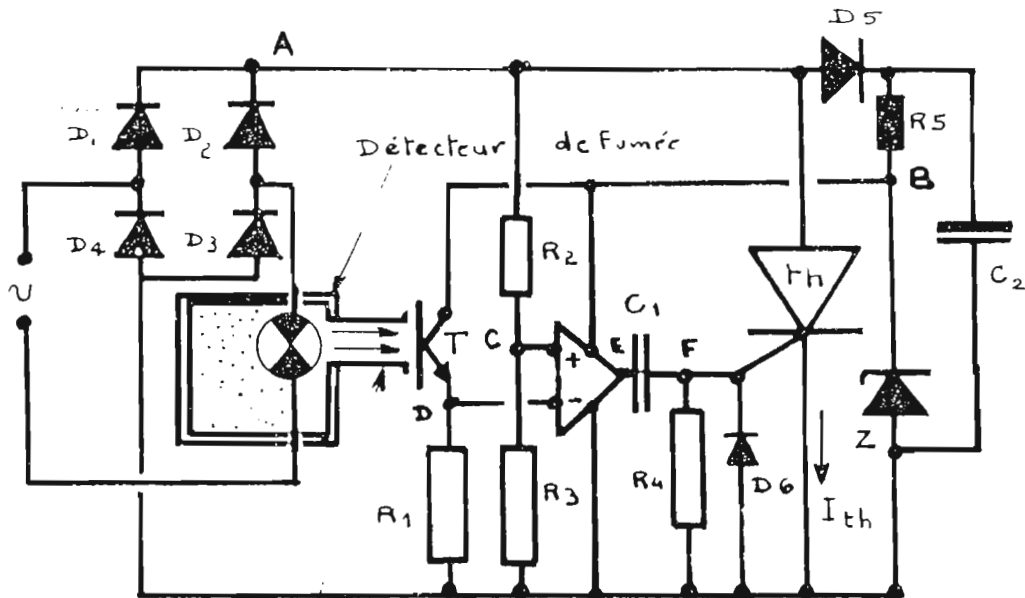 A
D5
D1
D2
R5
Détecteur de Fumée
B
D4
D3
R2
th
C2
v
C1
T
C
+
E
F
-
D
Z
R1
R3
R4
D6
Ith